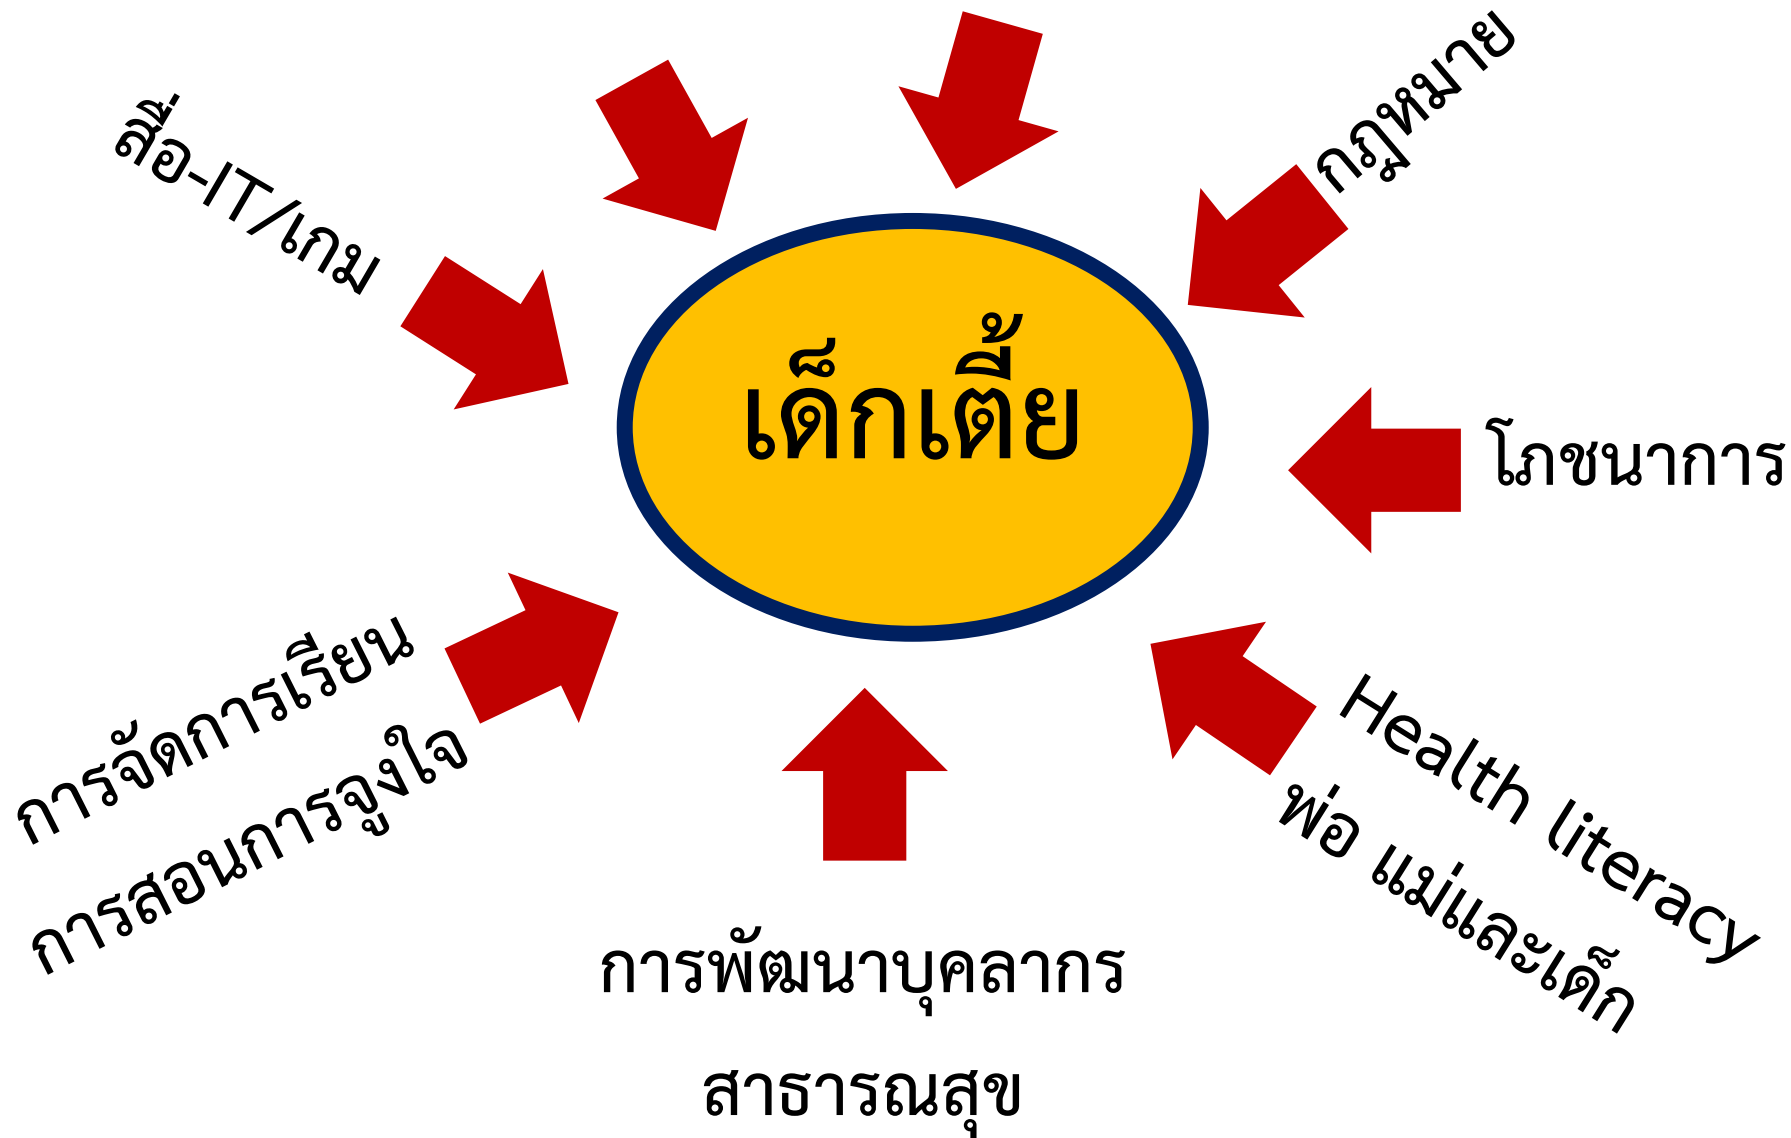 กฎหมาย
สื่อ-IT/เกม
เด็กเตี้ย
โภชนาการ
การจัดการเรียน
การสอนการจูงใจ
Health literacy
พ่อ แม่และเด็ก
การพัฒนาบุคลากร
สาธารณสุข